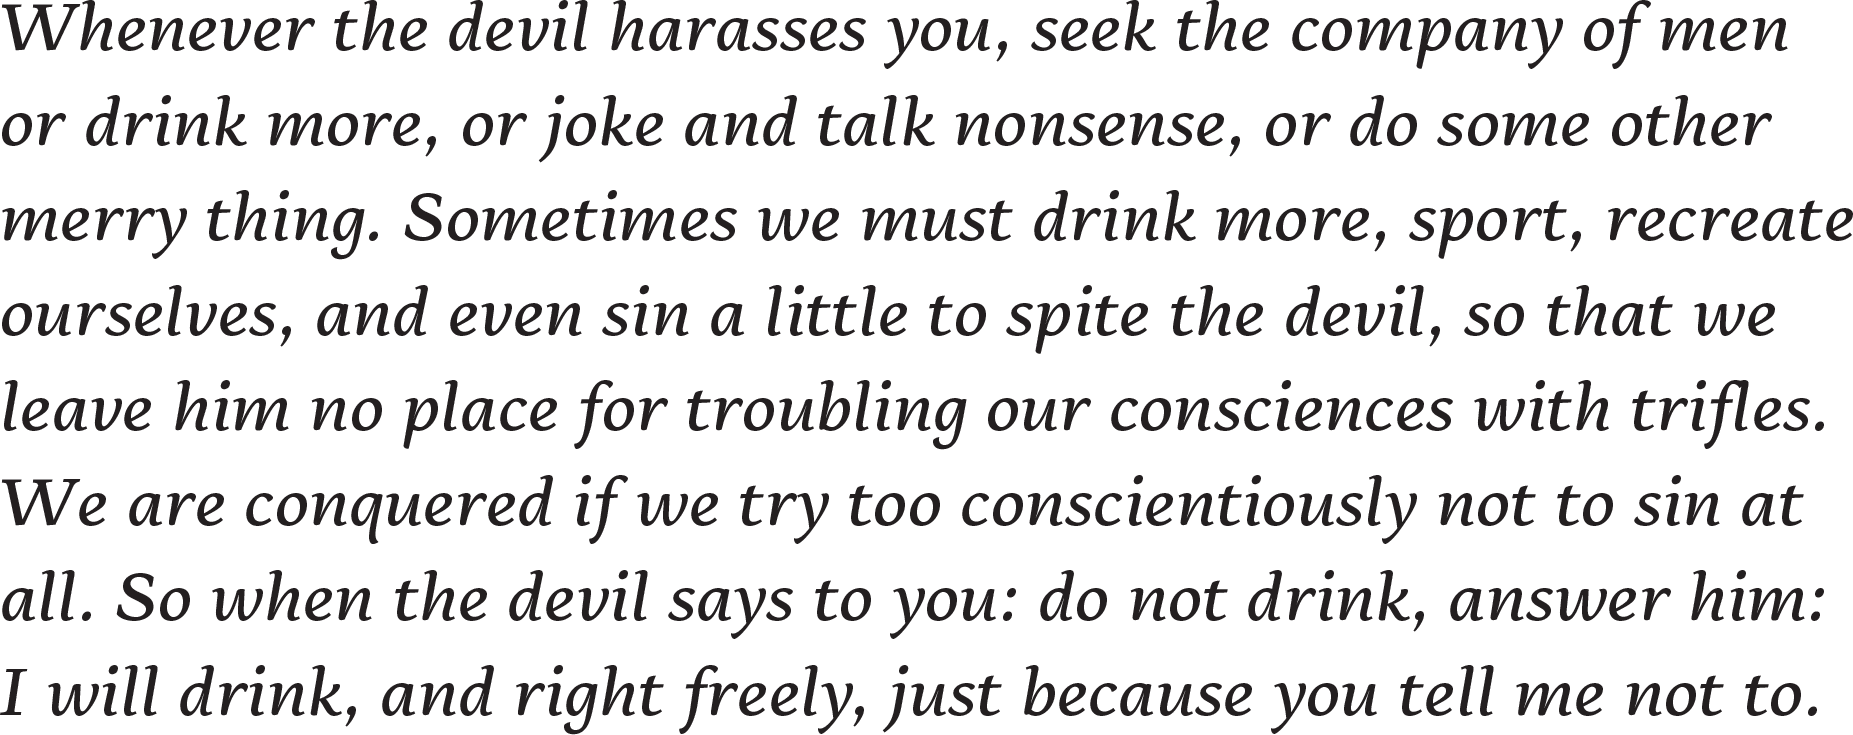 Whenever the devil harasses you, seek the company of men
or drink more, or joke and talk nonsense, or do some other
merry thing. Sometimes we must drink more, sport, recreate
ourselves, and even sin a little to spite the devil, so that we
leave him no place for troubling our consciences with trifles.
We are conquered if we try too conscientiously not to sin at
all. So when the devil says to you: do not drink, answer him:
I will drink, and right freely, just because you tell me not to.